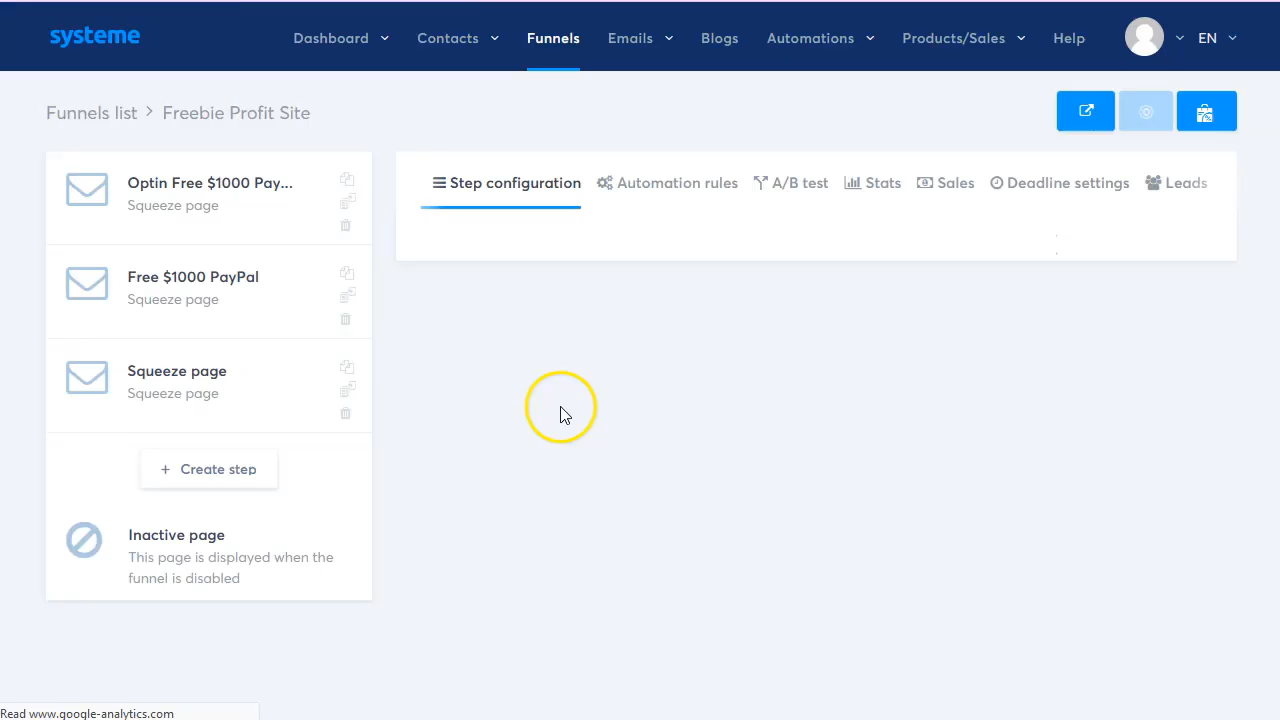 systeme
Dashboard
Contacts
Funnels
Emails
Blogs
Automations
Products/Sales
Help
EN
Funnels list > Freebie Profit Site
Optin Free $1000 Pay...
Squeeze page
Free $1000 PayPal
Squeeze page
Squeeze page
Squeeze page
+ Create step
Inactive page
This page is displayed when the
funnel is disabled
Step configuration
Automation rules
A/B test
Stats
Sales
Deadline settings
Leads
Read www.google-analytics.com